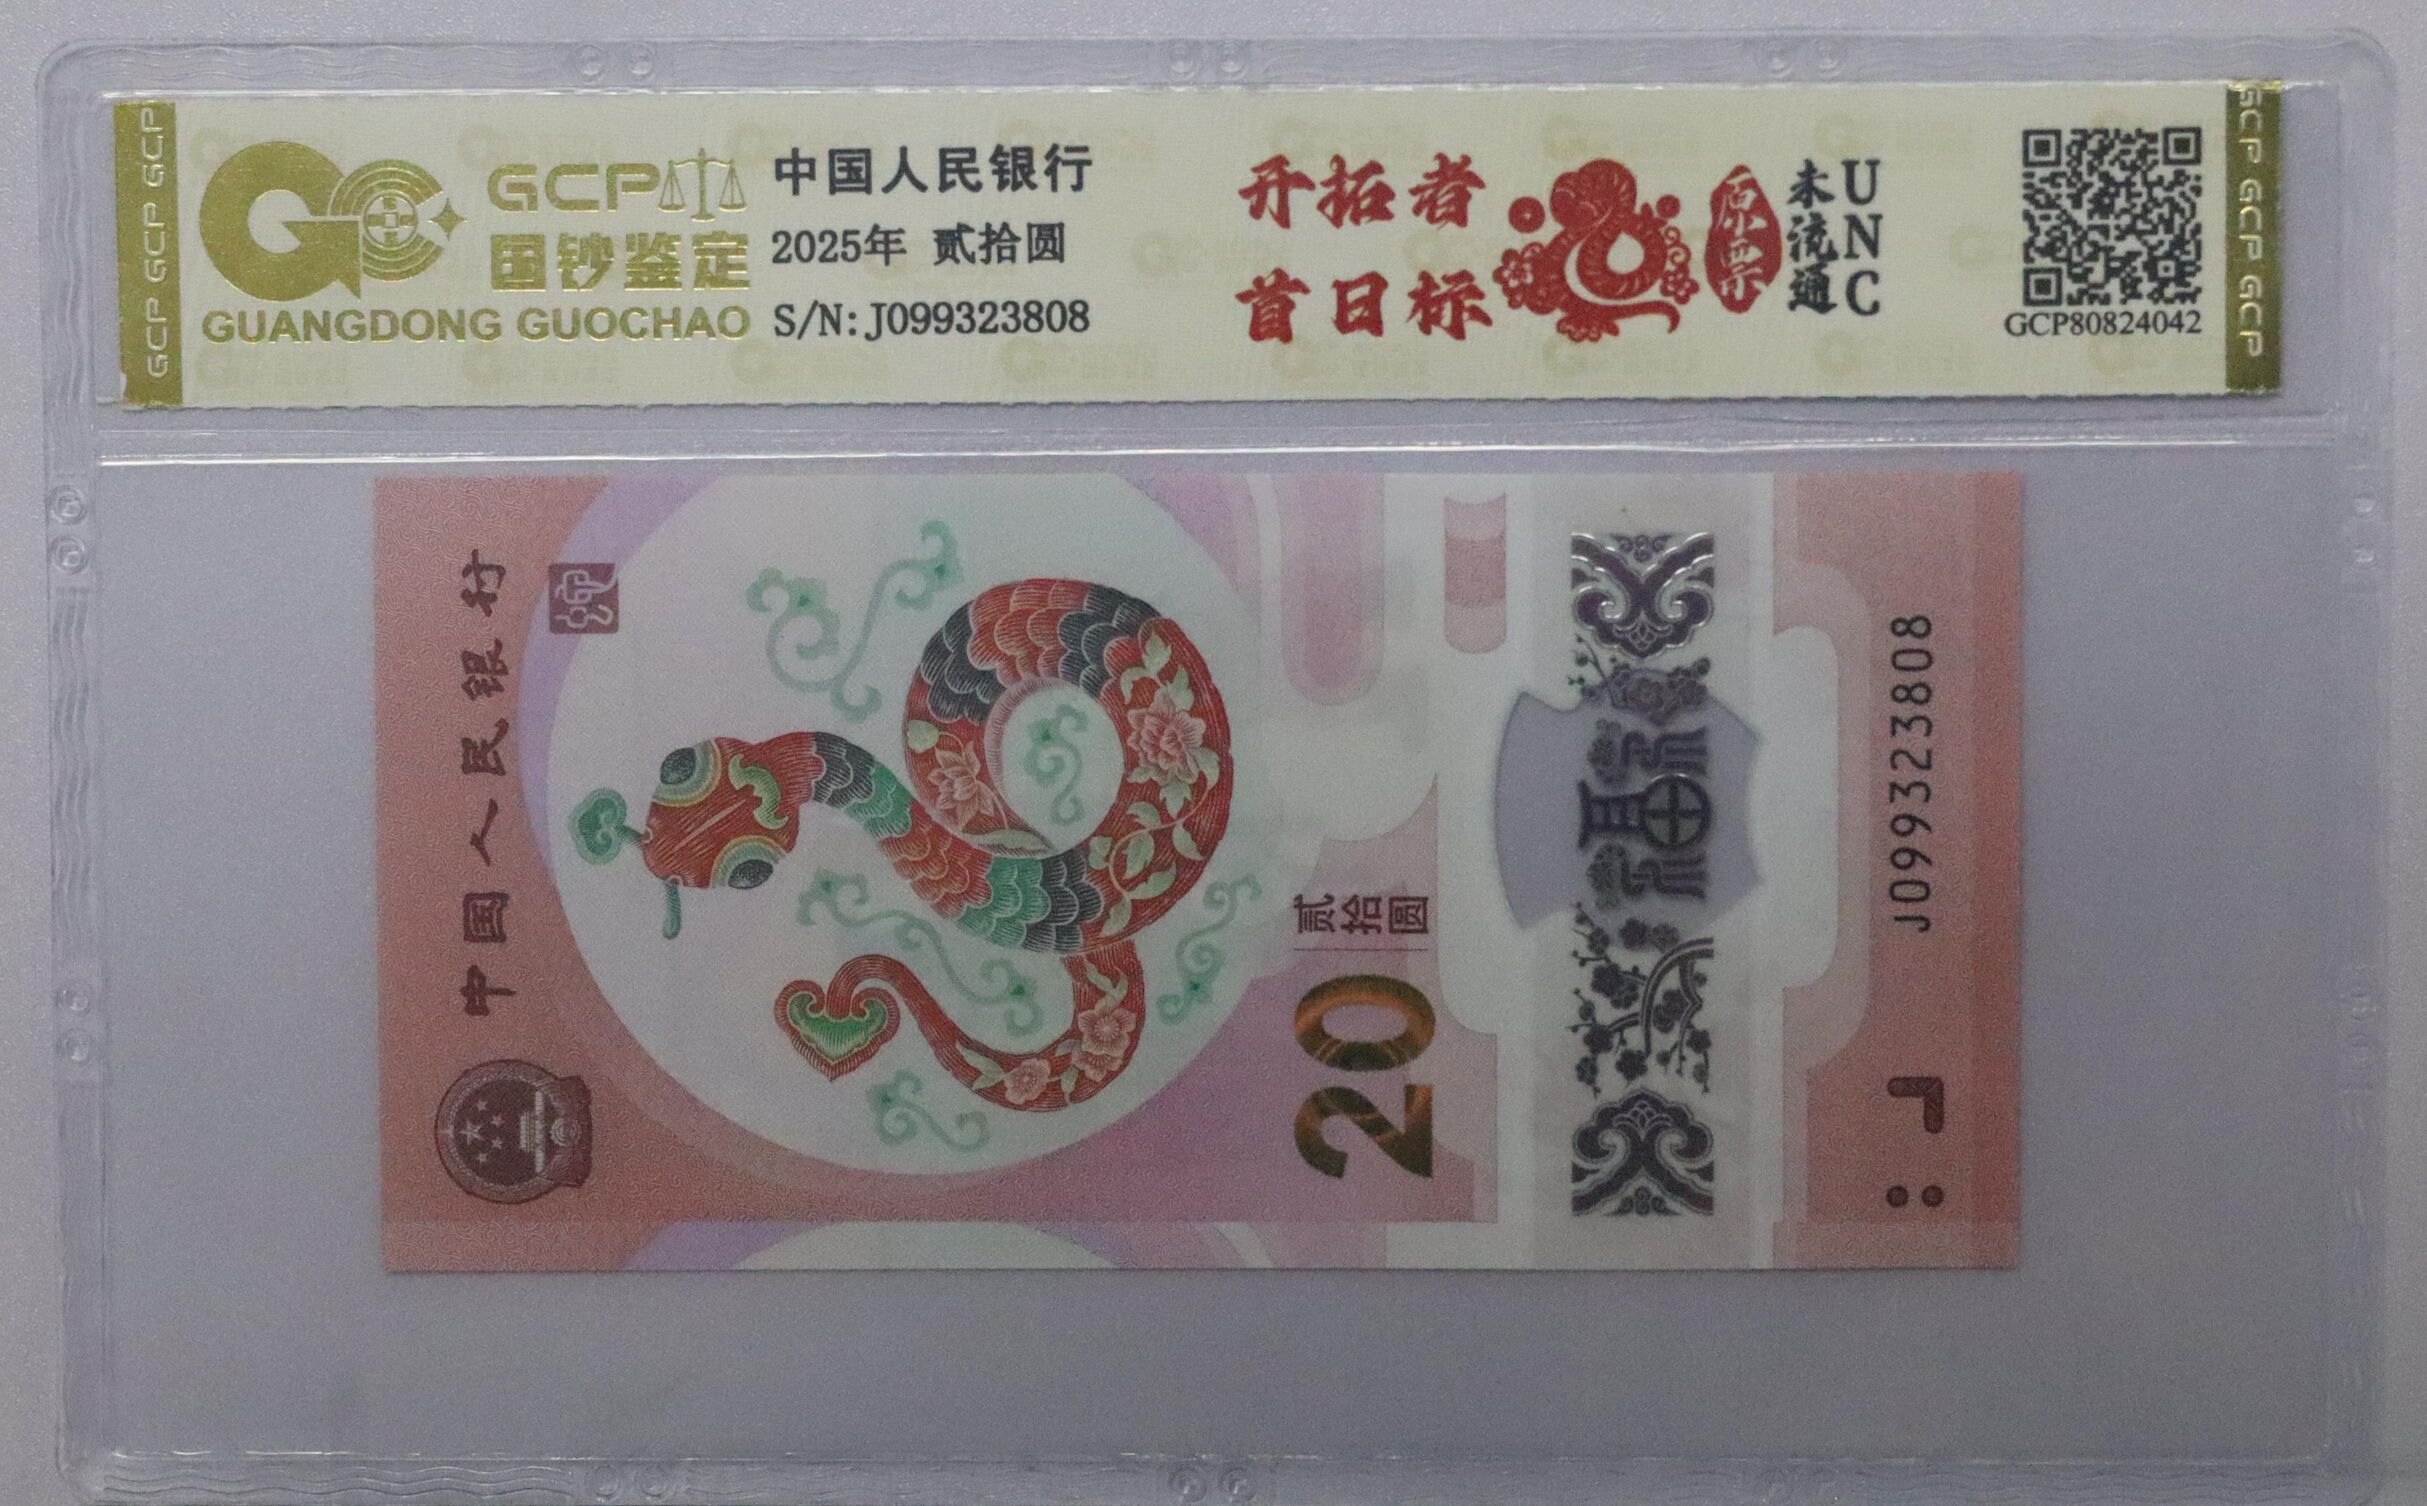 GCP GCP GCP
GCP
国钞鉴定
GUANGDONG GUOCHAO
中国人民银行
2025年 贰拾圆
S/N:J099323808
开拓者
首日标
原票
未流通
UNC
GCP80824042
GCP GCP GCP
中国人民银行
20
贰拾圆
福
J099323808